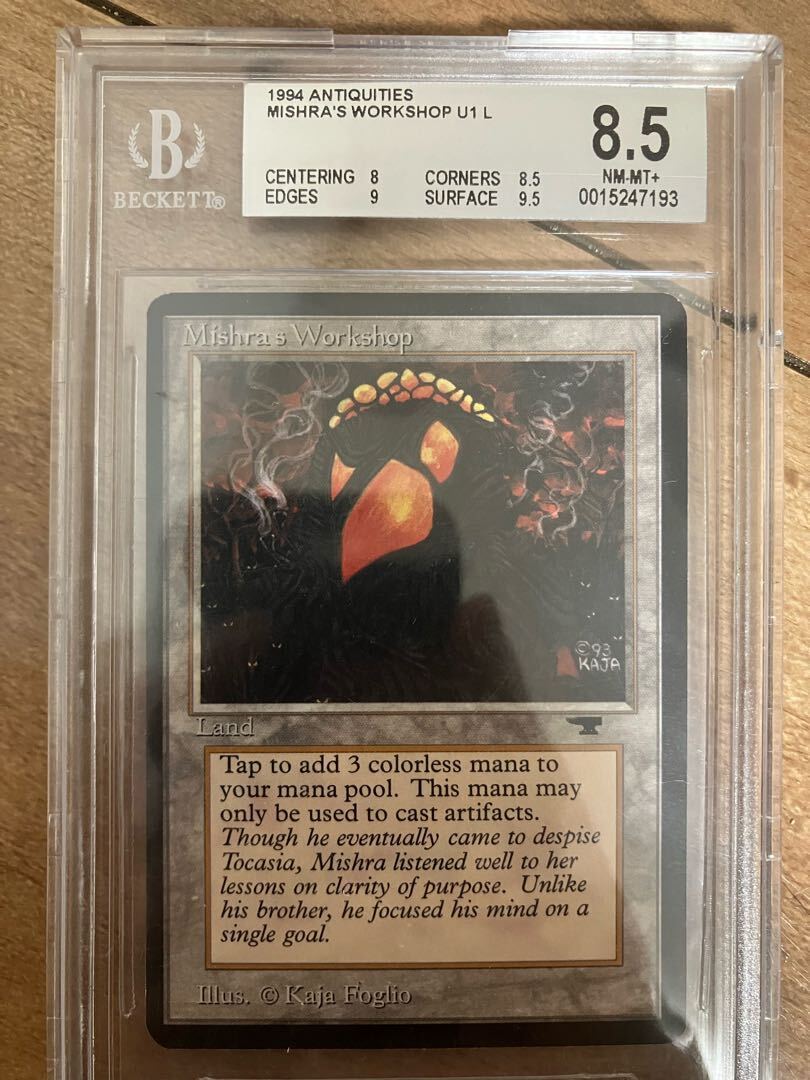 B
BECKETT®
1994 ANTIQUITIES
MISHRA'S WORKSHOP U1 L
CENTERING 8 CORNERS 8.5
EDGES 9 SURFACE 9.5
8.5
NM-MT+
0015247193
Mishra's Workshop
©93
KAJA
Land
Tap to add 3 colorless mana to
your mana pool. This mana may
only be used to cast artifacts.
Though he eventually came to despise
Tocasia, Mishra listened well to her
lessons on clarity of purpose. Unlike
his brother, he focused his mind on a
single goal.
Illus. © Kaja Foglio